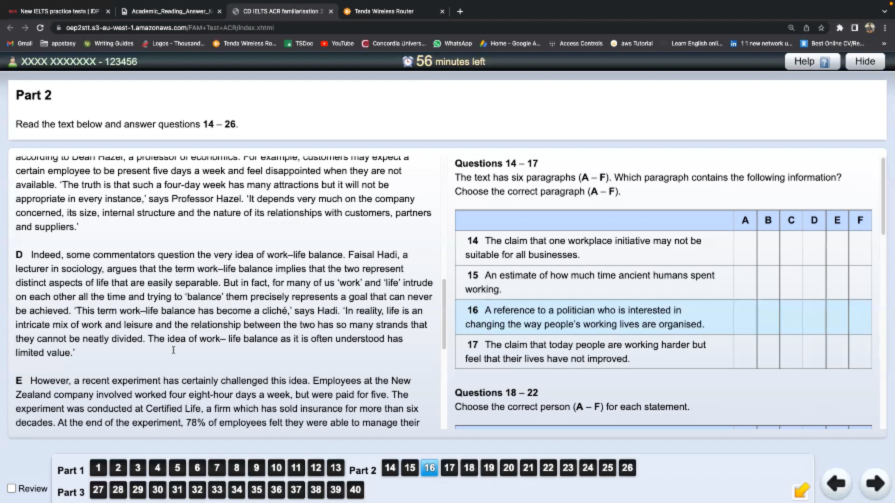 New IELTS practice tests | IDP
Academic_Reading_Answer_K
CD IELTS ACR familiarisation 2
Tenda Wireless Router
oep2stt.s3-eu-west-1.amazonaws.com/FAM+Test+ACR/index.xhtml
Gmail
apostasy
Writing Guides
Logos - Thousand...
Tenda Wireless Ro...
TSDoc
YouTube
Concordia Univers...
WhatsApp
Home - Google A...
Access Controls
aws Tutorial
Learn English onli...
Best Online CV/Re...
XXXX XXXXXXX - 123456
56 minutes left
Help ?
Hide
Part 2
Read the text below and answer questions 14 – 26.
according to Dean Hazel, a professor of economics. For example, customers may expect a
certain employee to be present five days a week and feel disappointed when they are not
available. 'The truth is that such a four-day week has many attractions but it will not be
appropriate in every instance,' says Professor Hazel. 'It depends very much on the company
concerned, its size, internal structure and the nature of its relationships with customers, partners
and suppliers.'
D Indeed, some commentators question the very idea of work–life balance. Faisal Hadi, a
lecturer in sociology, argues that the term work–life balance implies that the two represent
distinct aspects of life that are easily separable. But in fact, for many of us 'work' and 'life' intrude
on each other all the time and trying to 'balance' them precisely represents a goal that can never
be achieved. 'This term work–life balance has become a cliché,' says Hadi. 'In reality, life is an
intricate mix of work and leisure and the relationship between the two has so many strands that
they cannot be neatly divided. The idea of work– life balance as it is often understood has
limited value.'
E However, a recent experiment has certainly challenged this idea. Employees at the New
Zealand company involved worked four eight-hour days a week, but were paid for five. The
experiment was conducted at Certified Life, a firm which has sold insurance for more than six
decades. At the end of the experiment, 78% of employees felt they were able to manage their
Questions 14 – 17
The text has six paragraphs (A – F). Which paragraph contains the following information?
Choose the correct paragraph (A – F).
A B C D E F
14 The claim that one workplace initiative may not be
suitable for all businesses.
15 An estimate of how much time ancient humans spent
working.
16 A reference to a politician who is interested in
changing the way people's working lives are organised.
17 The claim that today people are working harder but
feel that their lives have not improved.
Questions 18 – 22
Choose the correct person (A – F) for each statement.
Part 1 1 2 3 4 5 6 7 8 9 10 11 12 13 Part 2 14 15 16 17 18 19 20 21 22 23 24 25 26
Review Part 3 27 28 29 30 31 32 33 34 35 36 37 38 39 40